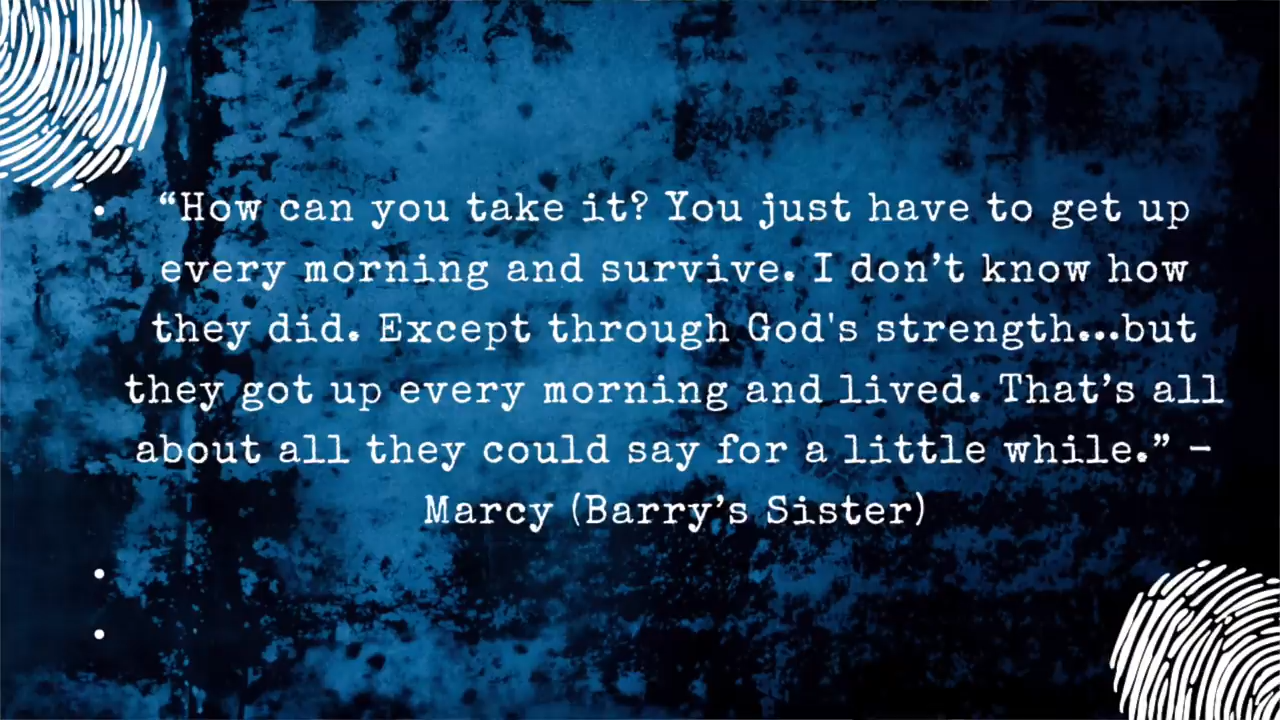 • “How can you take it? You just have to get up
every morning and survive. I don’t know how
they did. Except through God's strength...but
they got up every morning and lived. That’s all
about all they could say for a little while.” –
Marcy (Barry’s Sister)
•
•